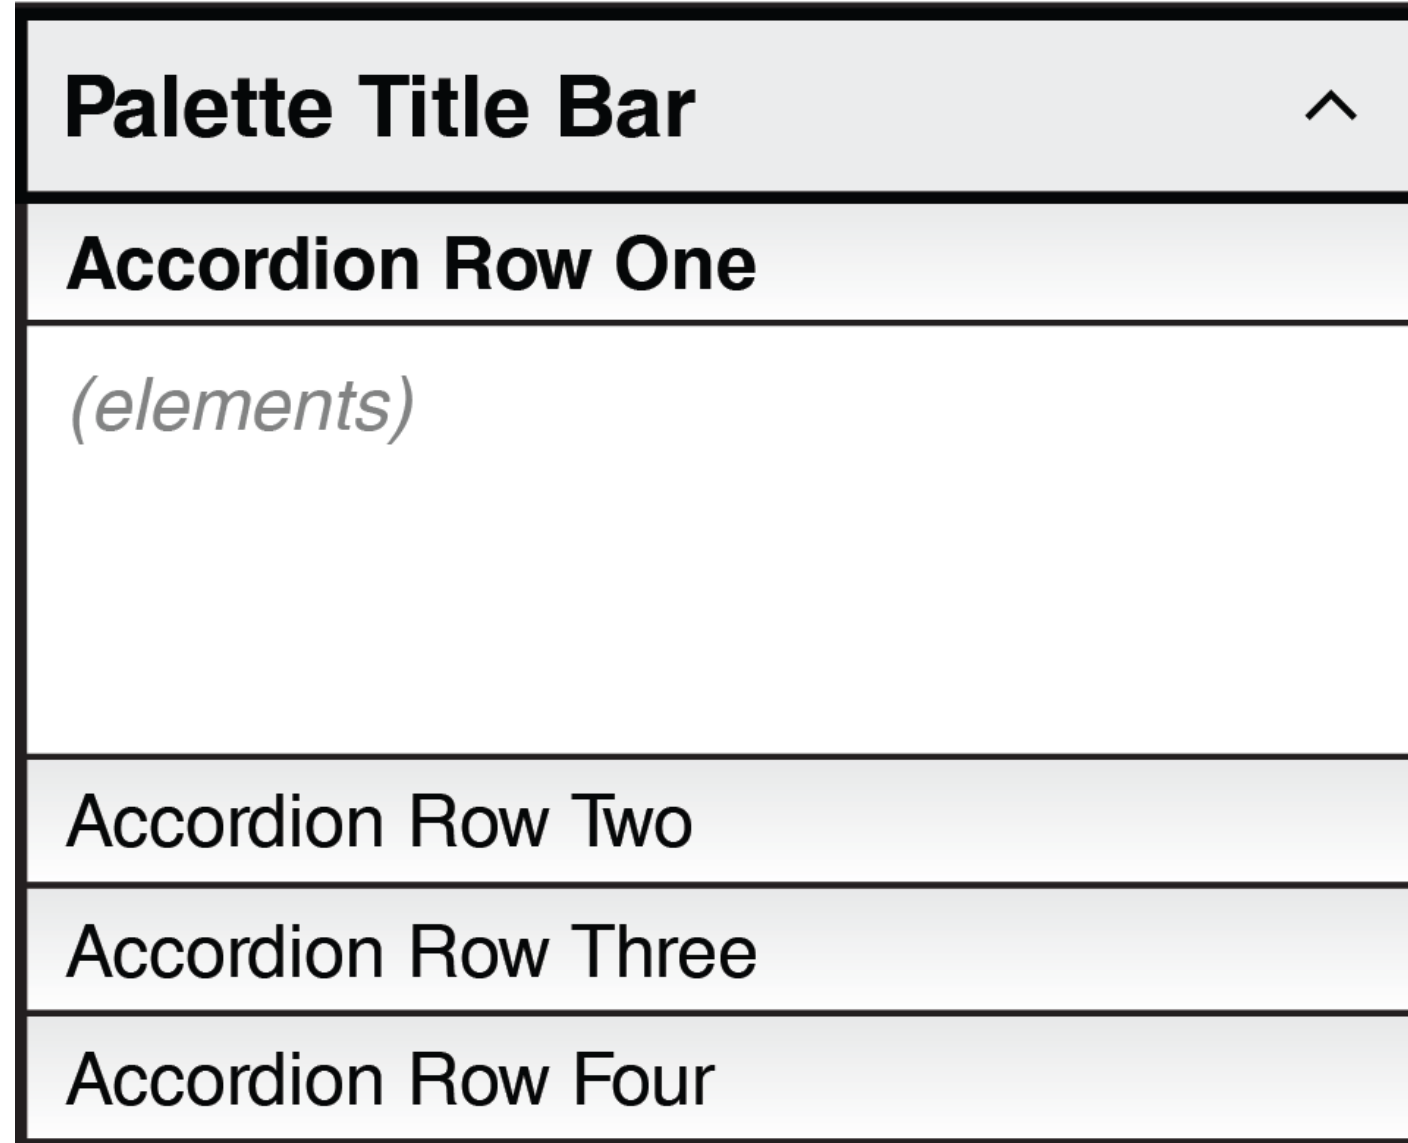 Palette Title Bar
Accordion Row One
(elements)
Accordion Row Two
Accordion Row Three
Accordion Row Four